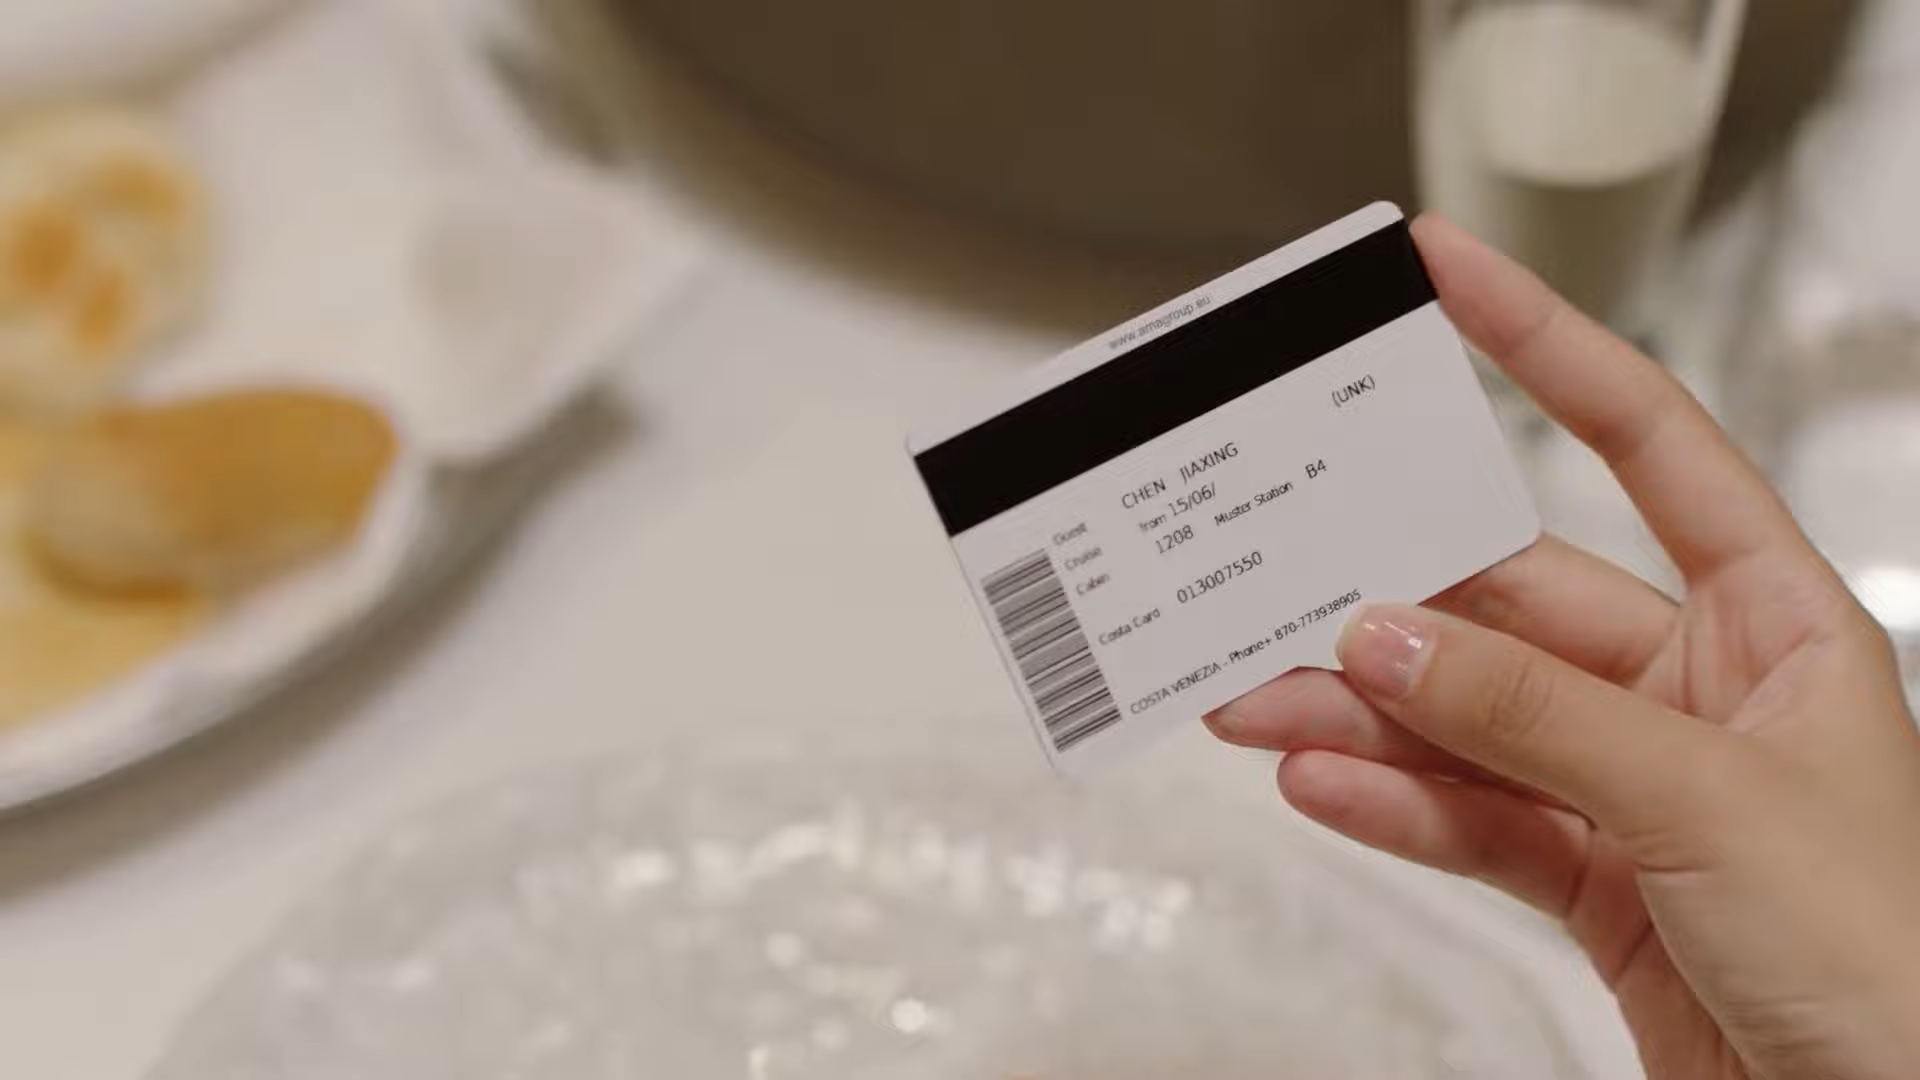 www.amagroup.eu
(UNK)
Guest CHEN JIAXING
Cruise from 15/06/
Cabin 1208 Muster Station B4
Costa Card 013007550
COSTA VENEZIA - Phone+ 870-773938905